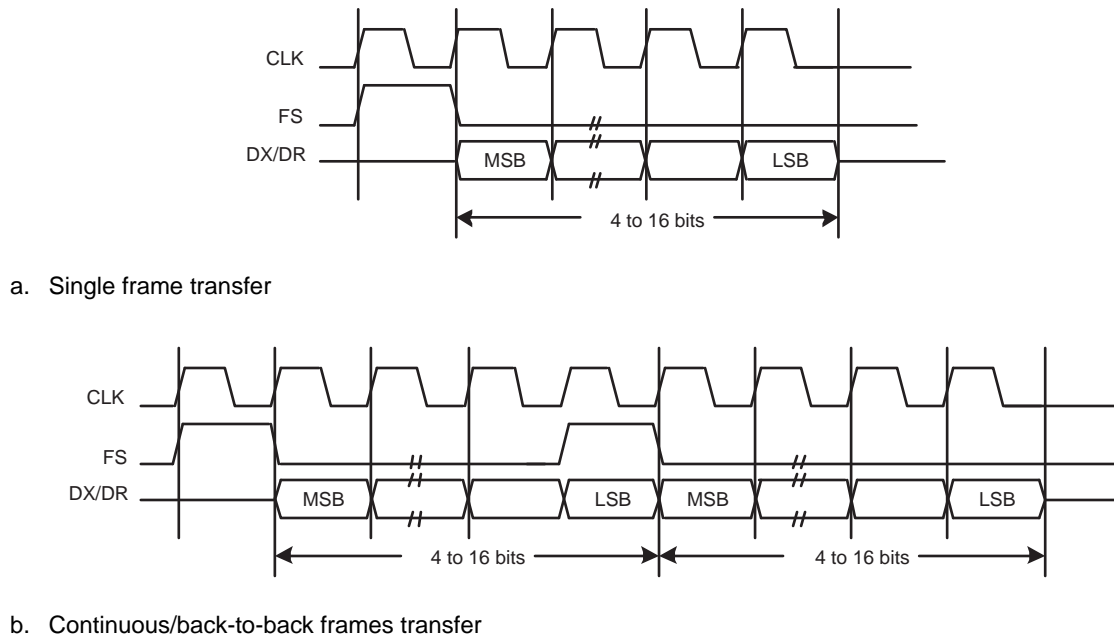 CLK
FS
DX/DR
MSB
LSB
4 to 16 bits
a. Single frame transfer
CLK
FS
DX/DR
MSB
LSB
MSB
LSB
4 to 16 bits
4 to 16 bits
b. Continuous/back-to-back frames transfer